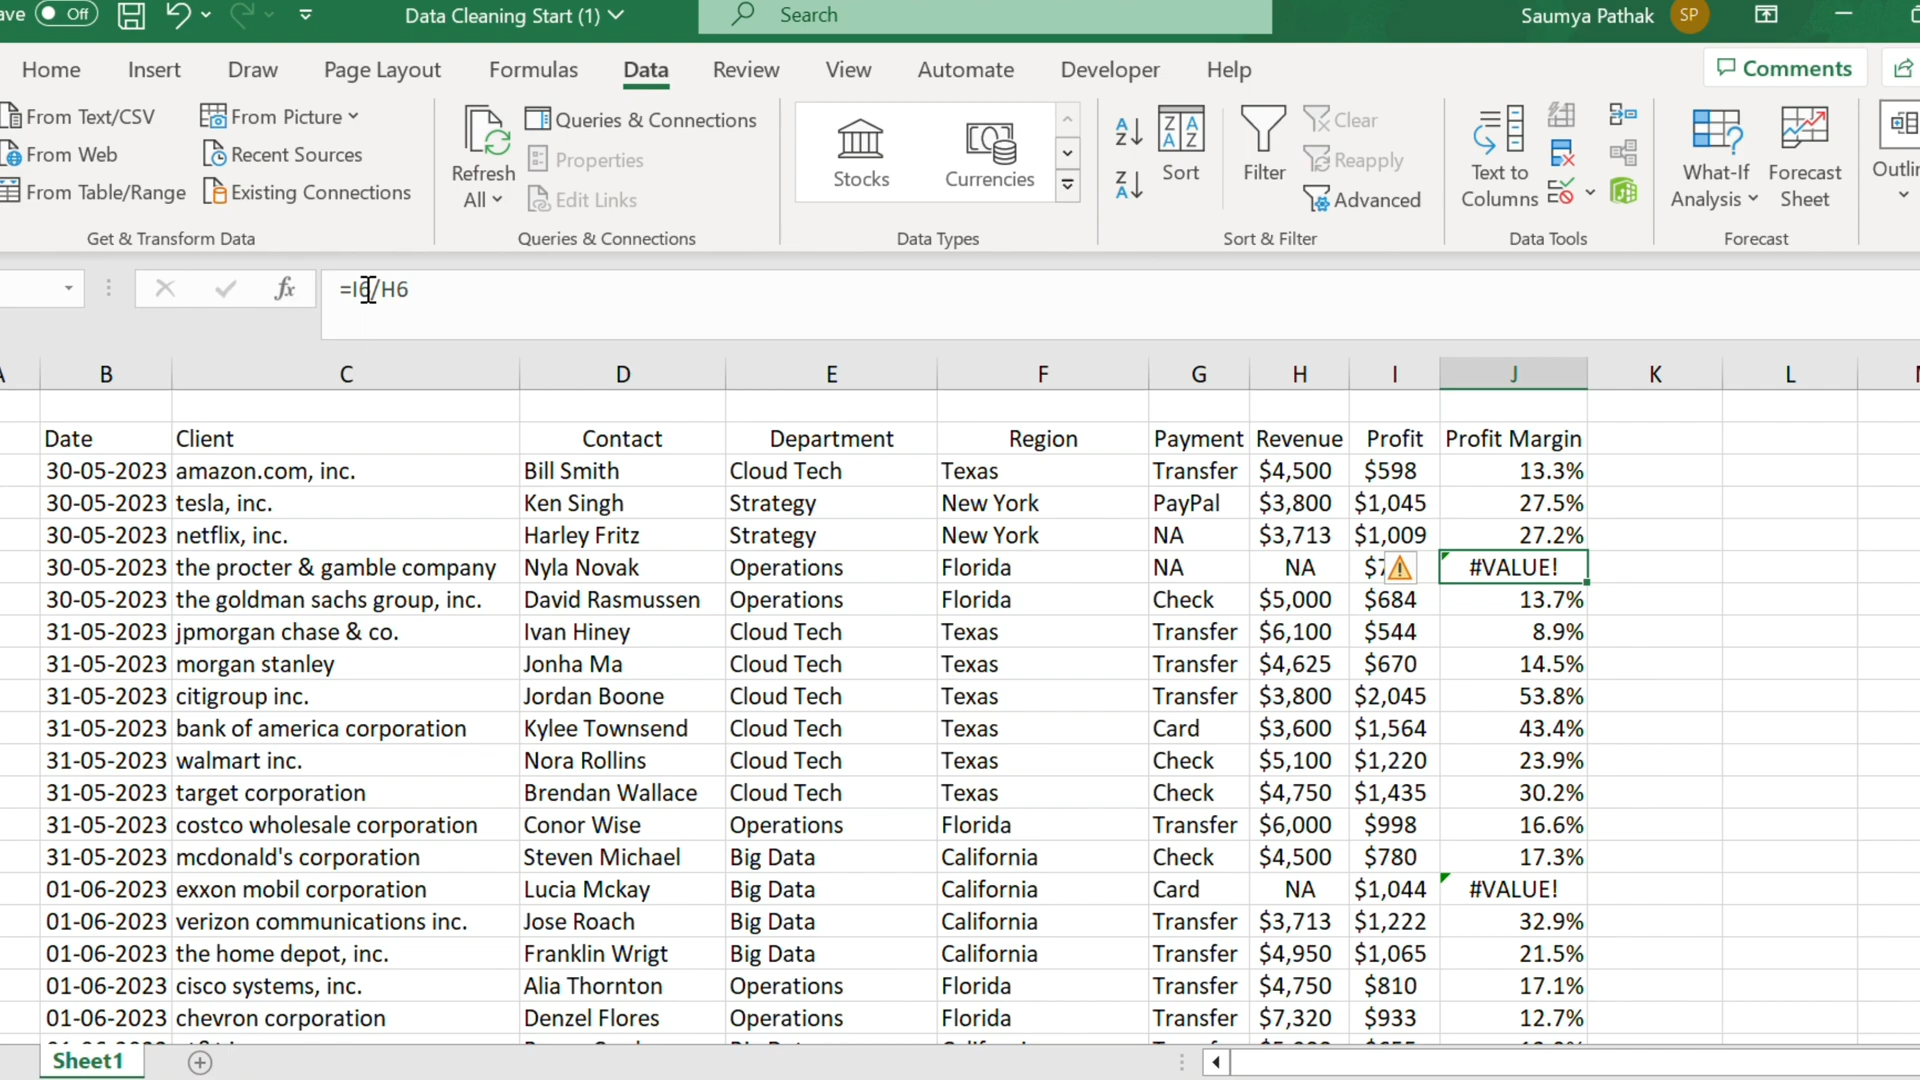 ave Off Data Cleaning Start (1) Search Saumya Pathak SP
Home Insert Draw Page Layout Formulas Data Review View Automate Developer Help Comments
From Text/CSV From Picture
From Web Recent Sources
From Table/Range Existing Connections
Get & Transform Data
Refresh All
Queries & Connections
Properties
Edit Links
Queries & Connections
Stocks Currencies
Data Types
Sort Filter
Clear
Reapply
Advanced
Sort & Filter
Text to Columns
Data Tools
What-If Analysis
Forecast Sheet
Forecast
Outlin
=I6/H6
A B C D E F G H I J K L
Date Client Contact Department Region Payment Revenue Profit Profit Margin
30-05-2023 amazon.com, inc. Bill Smith Cloud Tech Texas Transfer $4,500 $598 13.3%
30-05-2023 tesla, inc. Ken Singh Strategy New York PayPal $3,800 $1,045 27.5%
30-05-2023 netflix, inc. Harley Fritz Strategy New York NA $3,713 $1,009 27.2%
30-05-2023 the procter & gamble company Nyla Novak Operations Florida NA NA $7 #VALUE!
30-05-2023 the goldman sachs group, inc. David Rasmussen Operations Florida Check $5,000 $684 13.7%
31-05-2023 jpmorgan chase & co. Ivan Hiney Cloud Tech Texas Transfer $6,100 $544 8.9%
31-05-2023 morgan stanley Jonha Ma Cloud Tech Texas Transfer $4,625 $670 14.5%
31-05-2023 citigroup inc. Jordan Boone Cloud Tech Texas Transfer $3,800 $2,045 53.8%
31-05-2023 bank of america corporation Kylee Townsend Cloud Tech Texas Card $3,600 $1,564 43.4%
31-05-2023 walmart inc. Nora Rollins Cloud Tech Texas Check $5,100 $1,220 23.9%
31-05-2023 target corporation Brendan Wallace Cloud Tech Texas Check $4,750 $1,435 30.2%
31-05-2023 costco wholesale corporation Conor Wise Operations Florida Transfer $6,000 $998 16.6%
31-05-2023 mcdonald's corporation Steven Michael Big Data California Check $4,500 $780 17.3%
01-06-2023 exxon mobil corporation Lucia Mckay Big Data California Card NA $1,044 #VALUE!
01-06-2023 verizon communications inc. Jose Roach Big Data California Transfer $3,713 $1,222 32.9%
01-06-2023 the home depot, inc. Franklin Wrigt Big Data California Transfer $4,950 $1,065 21.5%
01-06-2023 cisco systems, inc. Alia Thornton Operations Florida Transfer $4,750 $810 17.1%
01-06-2023 chevron corporation Denzel Flores Operations Florida Transfer $7,320 $933 12.7%
Sheet1